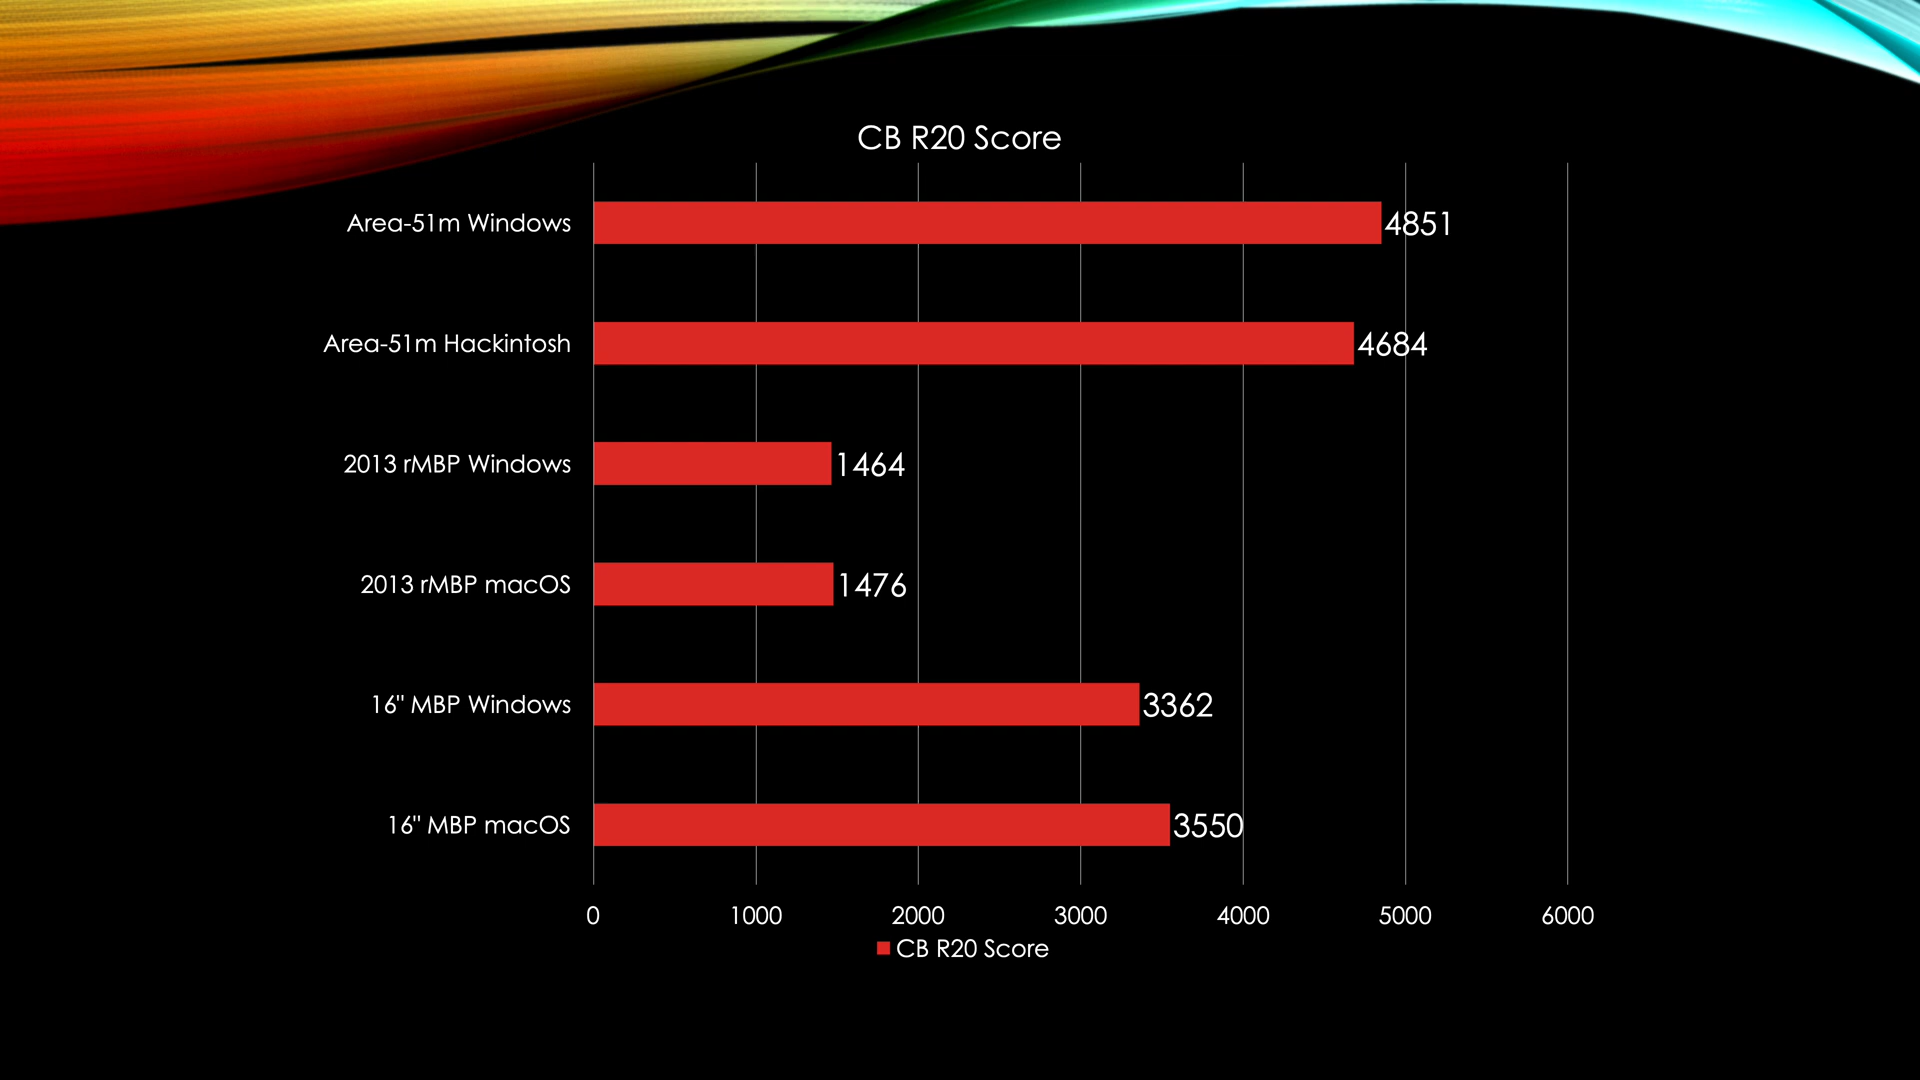 CB R20 Score
Area-51m Windows 4851
Area-51m Hackintosh 4684
2013 rMBP Windows 1464
2013 rMBP macOS 1476
16" MBP Windows 3362
16" MBP macOS 3550
0 1000 2000 3000 4000 5000 6000
CB R20 Score